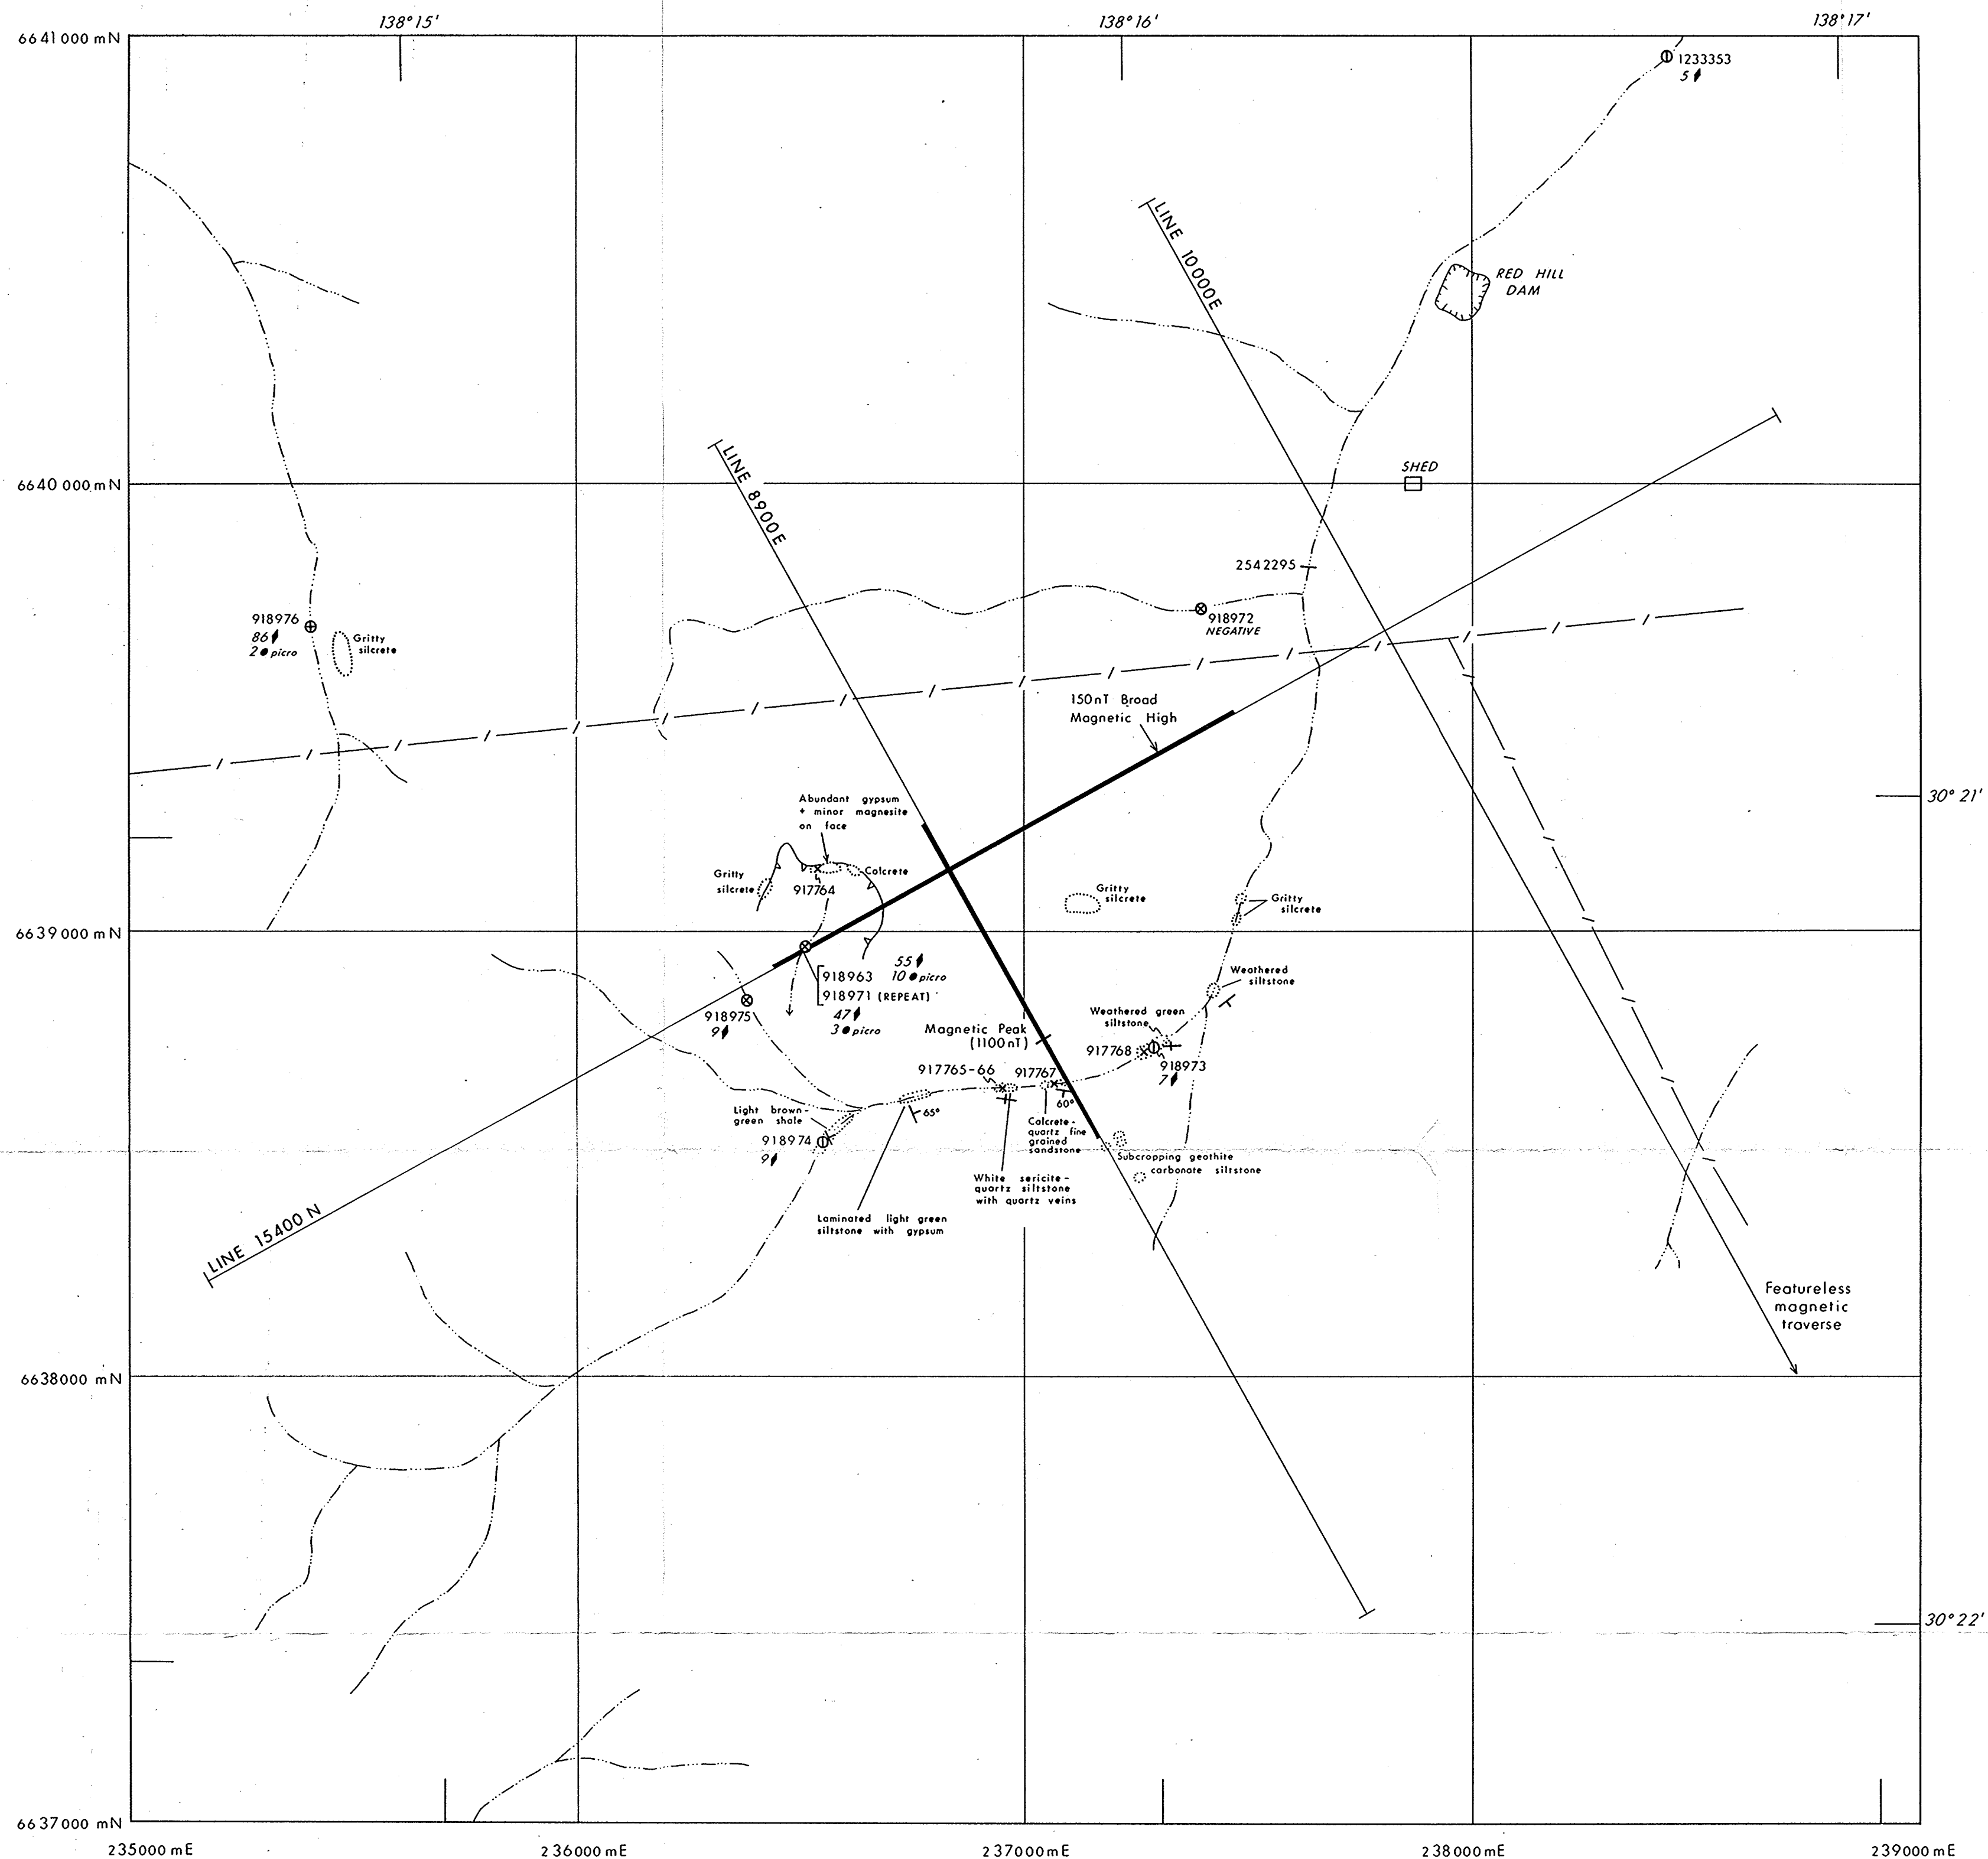 138°15'
138°16'
138°17'
6641000 mN
1233353
5
LINE 10000E
RED HILL
DAM
SHED
6640 000 mN
LINE 8900E
2542295
918972
NEGATIVE
918976
86
2 picro
Gritty
silcrete
150nT Broad
Magnetic High
30° 21'
Abundant gypsum
+ minor magnesite
on face
Gritty
silcrete
917764
Calcrete
Gritty
silcrete
Gritty
silcrete
6639 000 mN
55
918963 10 picro
918971 (REPEAT)
47
3 picro
918975
9
Weathered
siltstone
Weathered green
siltstone
Magnetic Peak
(1100nT)
917768
918973
7
917765-66
917767
60°
65°
Light brown-
green shale
918974
9
Calcrete-
quartz fine
grained
sandstone
Subcropping geothite
carbonate siltstone
White sericite-
quartz siltstone
with quartz veins
Laminated light green
siltstone with gypsum
LINE 15400 N
Featureless
magnetic
traverse
6638000 mN
30° 22'
6637000 mN
235000 mE
236000 mE
237000 mE
238000 mE
239000 mE